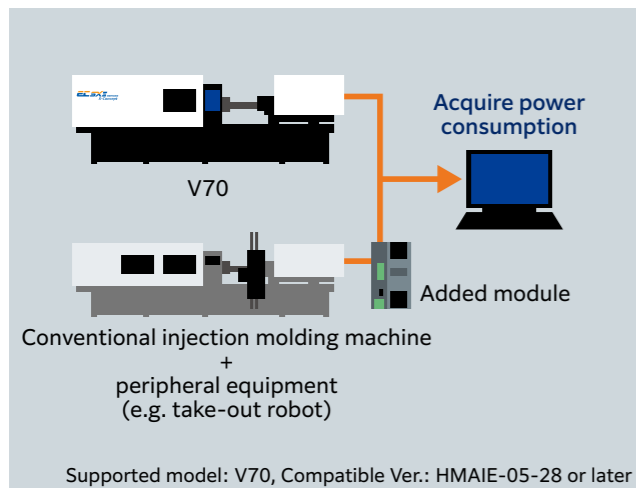 ECSXIII
Acquire power
consumption
V70
Added module
Conventional injection molding machine
+
peripheral equipment
(e.g. take-out robot)
Supported model: V70, Compatible Ver.: HMAIE-05-28 or later